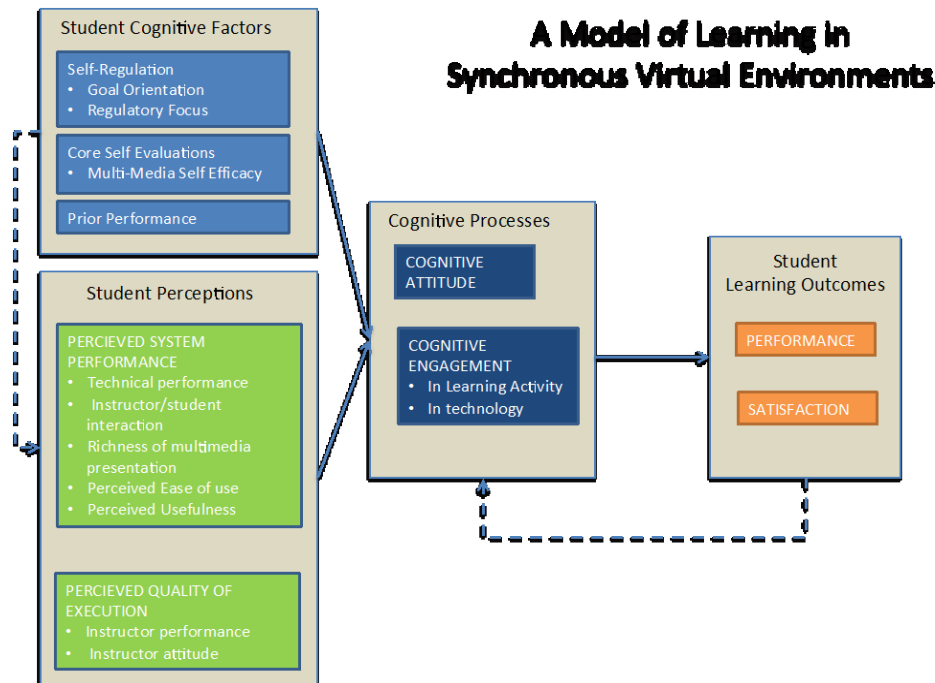 A Model of Learning in
Synchronous Virtual Environments
Student Cognitive Factors
Self-Regulation
• Goal Orientation
• Regulatory Focus
Core Self Evaluations
• Multi-Media Self Efficacy
Prior Performance
Student Perceptions
PERCIEVED SYSTEM
PERFORMANCE
• Technical performance
• Instructor/student
interaction
• Richness of multimedia
presentation
• Perceived Ease of use
• Perceived Usefulness
PERCIEVED QUALITY OF
EXECUTION
• Instructor performance
• Instructor attitude
Cognitive Processes
COGNITIVE
ATTITUDE
COGNITIVE
ENGAGEMENT
• In Learning Activity
• In technology
Student
Learning Outcomes
PERFORMANCE
SATISFACTION